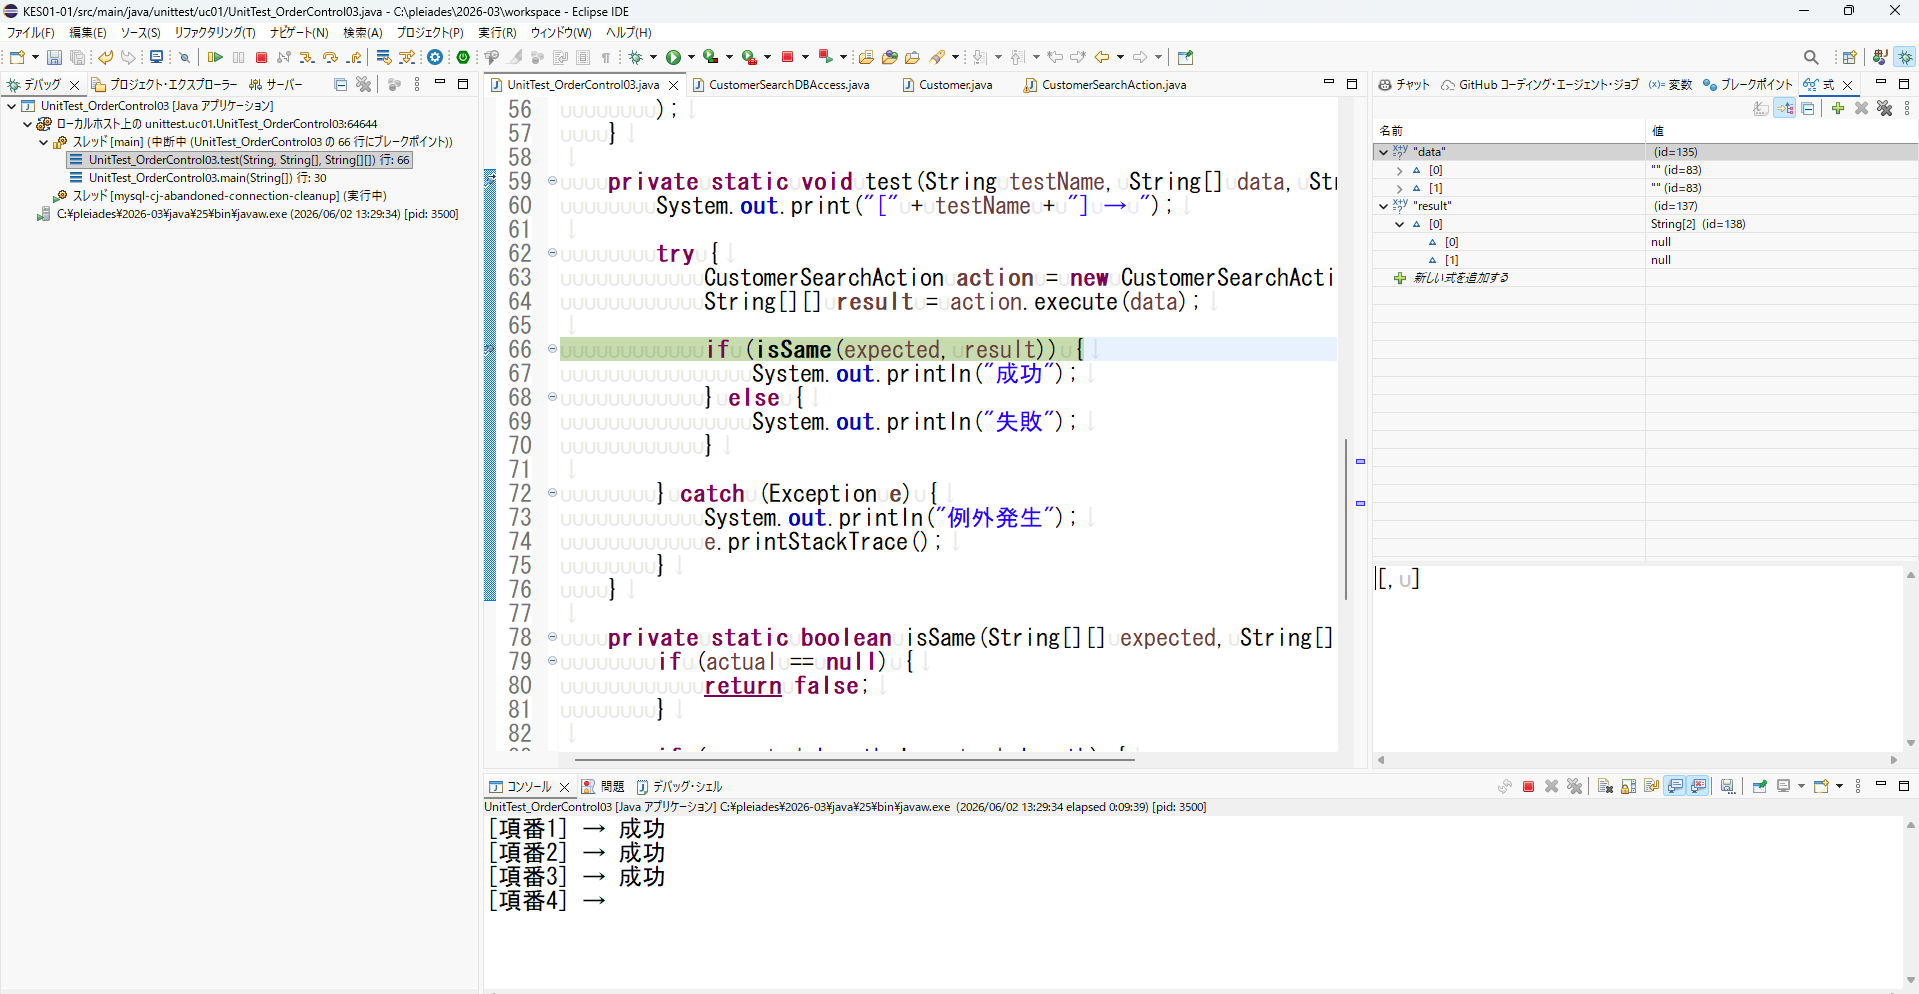 KES01-01/src/main/java/unittest/uc01/UnitTest_OrderControl03.java - C:\pleiades\2026-03\workspace - Eclipse IDE
ファイル(F) 編集(E) ソース(S) リファクタリング(T) ナビゲート(N) 検索(A) プロジェクト(P) 実行(R) ウィンドウ(W) ヘルプ(H)
デバッグ プロジェクト・エクスプローラー サーバー
UnitTest_OrderControl03 [Java アプリケーション]
ローカルホスト上の unittest.uc01.UnitTest_OrderControl03:64644
スレッド [main] (中断中 (UnitTest_OrderControl03 の 66 行にブレークポイント))
UnitTest_OrderControl03.test(String, String[], String[][]) 行: 66
UnitTest_OrderControl03.main(String[]) 行: 30
スレッド [mysql-cj-abandoned-connection-cleanup] (実行中)
C:¥pleiades¥2026-03¥java¥25¥bin¥javaw.exe (2026/06/02 13:29:34) [pid: 3500]
UnitTest_OrderControl03.java CustomerSearchDBAccess.java Customer.java CustomerSearchAction.java
56 );
57 }
58
59 private static void test(String testName, String[] data, Str
60 System.out.print("[" + testName + "] → ");
61
62 try {
63 CustomerSearchAction action = new CustomerSearchActi
64 String[][] result = action.execute(data);
65
66 if (isSame(expected, result)) {
67 System.out.println("成功");
68 } else {
69 System.out.println("失敗");
70 }
71
72 } catch (Exception e) {
73 System.out.println("例外発生");
74 e.printStackTrace();
75 }
76 }
77
78 private static boolean isSame(String[][] expected, String[]
79 if (actual == null) {
80 return false;
81 }
82
チャット GitHub コーディング・エージェント・ジョブ (x)= 変数 ブレークポイント 式
名前 値
"data" (id=135)
[0] "" (id=83)
[1] "" (id=83)
"result" (id=137)
[0] String[2] (id=138)
[0] null
[1] null
新しい式を追加する
[, ]
コンソール 問題 デバッグ・シェル
UnitTest_OrderControl03 [Java アプリケーション] C:¥pleiades¥2026-03¥java¥25¥bin¥javaw.exe (2026/06/02 13:29:34 elapsed 0:09:39) [pid: 3500]
[項番1] → 成功
[項番2] → 成功
[項番3] → 成功
[項番4] →